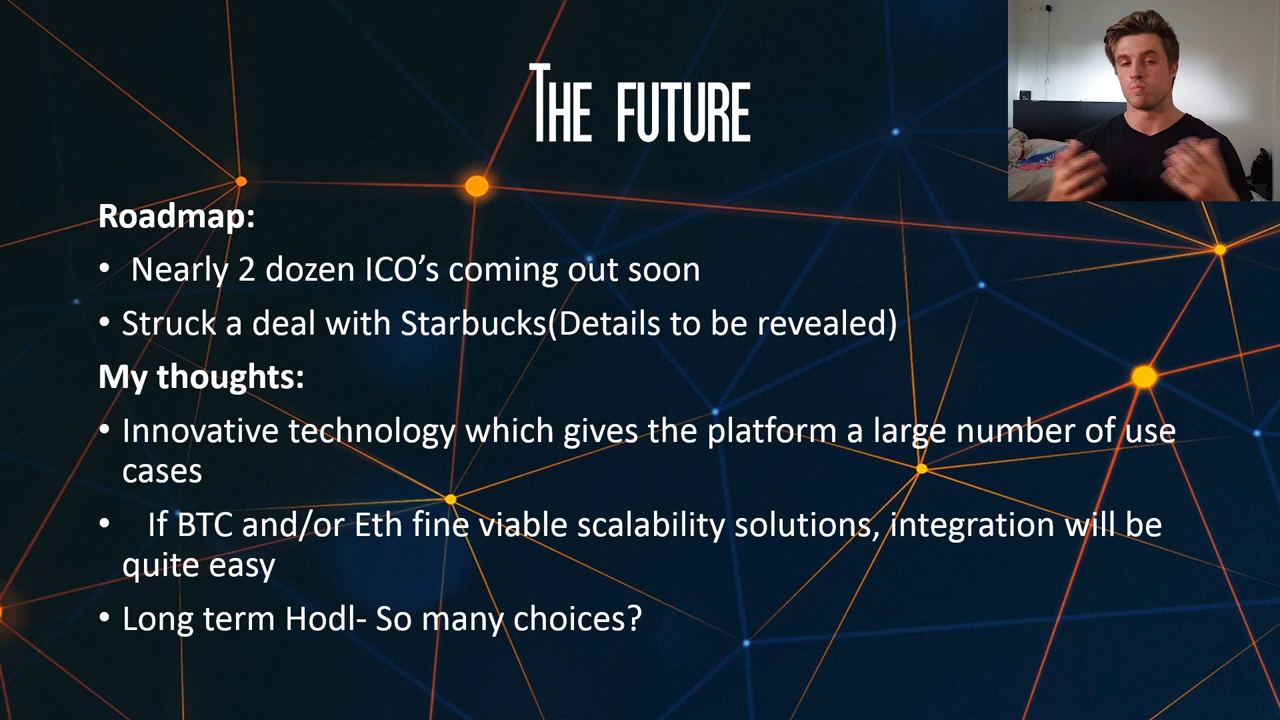 THE FUTURE
Roadmap:
• Nearly 2 dozen ICO’s coming out soon
• Struck a deal with Starbucks(Details to be revealed)
My thoughts:
• Innovative technology which gives the platform a large number of use
cases
• If BTC and/or Eth fine viable scalability solutions, integration will be
quite easy
• Long term Hodl- So many choices?